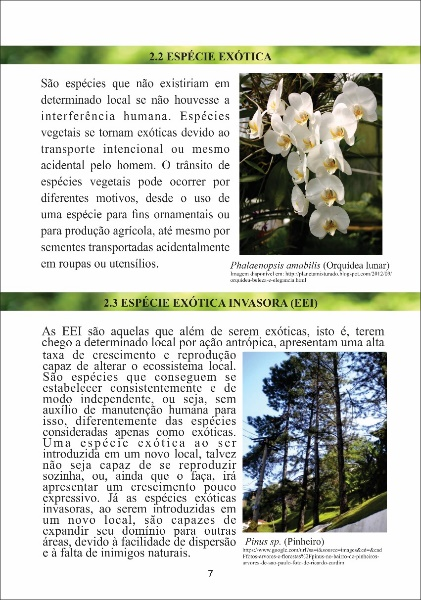 2.2 ESPÉCIE EXÓTICA
São espécies que não existiriam em
determinado local se não houvesse a
interferência humana. Espécies
vegetais se tornam exóticas devido ao
transporte intencional ou mesmo
acidental pelo homem. O trânsito de
espécies vegetais pode ocorrer por
diferentes motivos, desde o uso de
uma espécie para fins ornamentais ou
para produção agrícola, até mesmo por
sementes transportadas acidentalmente
em roupas ou utensílios.
Phalaenopsis amabilis (Orquídea lunar)
Imagem disponível em: http://planetamisturado.blogspot.com/2012/09/
orquidea-beleza-e-elegancia.html
2.3 ESPÉCIE EXÓTICA INVASORA (EEI)
As EEI são aquelas que além de serem exóticas, isto é, terem
chego a determinado local por ação antrópica, apresentam uma alta
taxa de crescimento e reprodução
capaz de alterar o ecossistema local.
São espécies que conseguem se
estabelecer consistentemente e de
modo independente, ou seja, sem
auxílio de manutenção humana para
isso, diferentemente das espécies
consideradas apenas como exóticas.
Uma espécie exótica ao ser
introduzida em um novo local, talvez
não seja capaz de se reproduzir
sozinha, ou, ainda que o faça, irá
apresentar um crescimento pouco
expressivo. Já as espécies exóticas
invasoras, ao serem introduzidas em
um novo local, são capazes de
expandir seu domínio para outras
áreas, devido à facilidade de dispersão
e à falta de inimigos naturais.
Pinus sp. (Pinheiro)
7